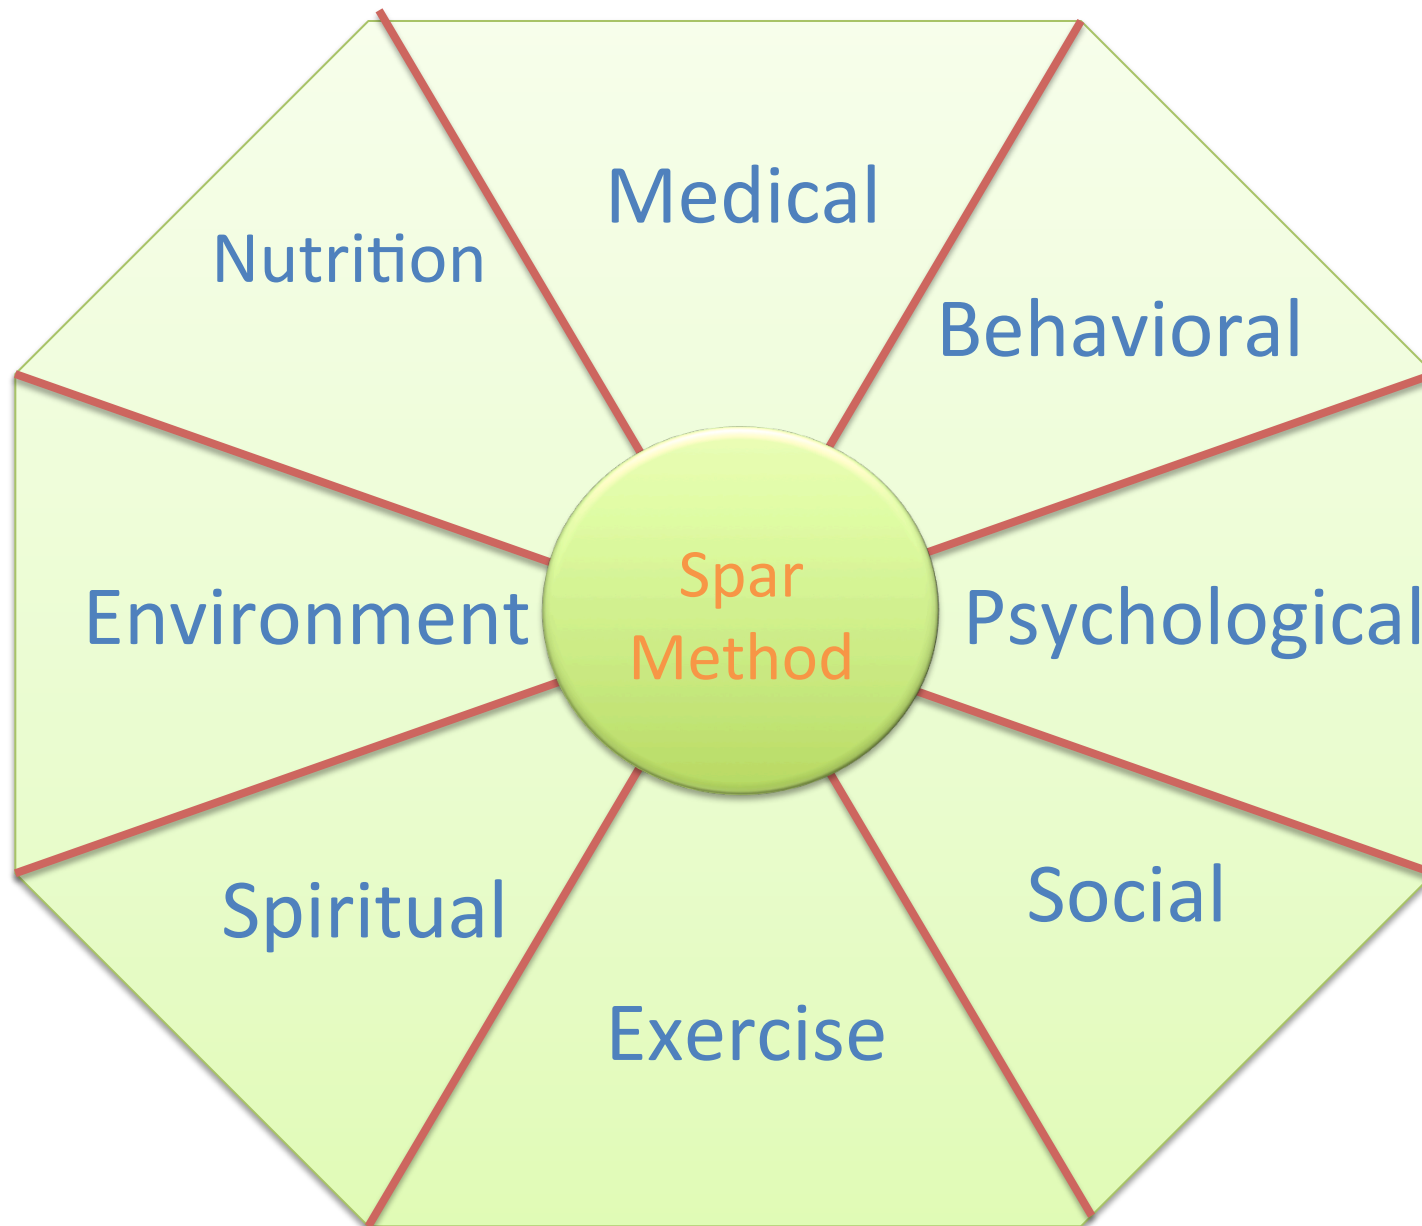 Medical
Nutrition
Behavioral
Spar
Method
Environment
Psychological
Spiritual
Social
Exercise